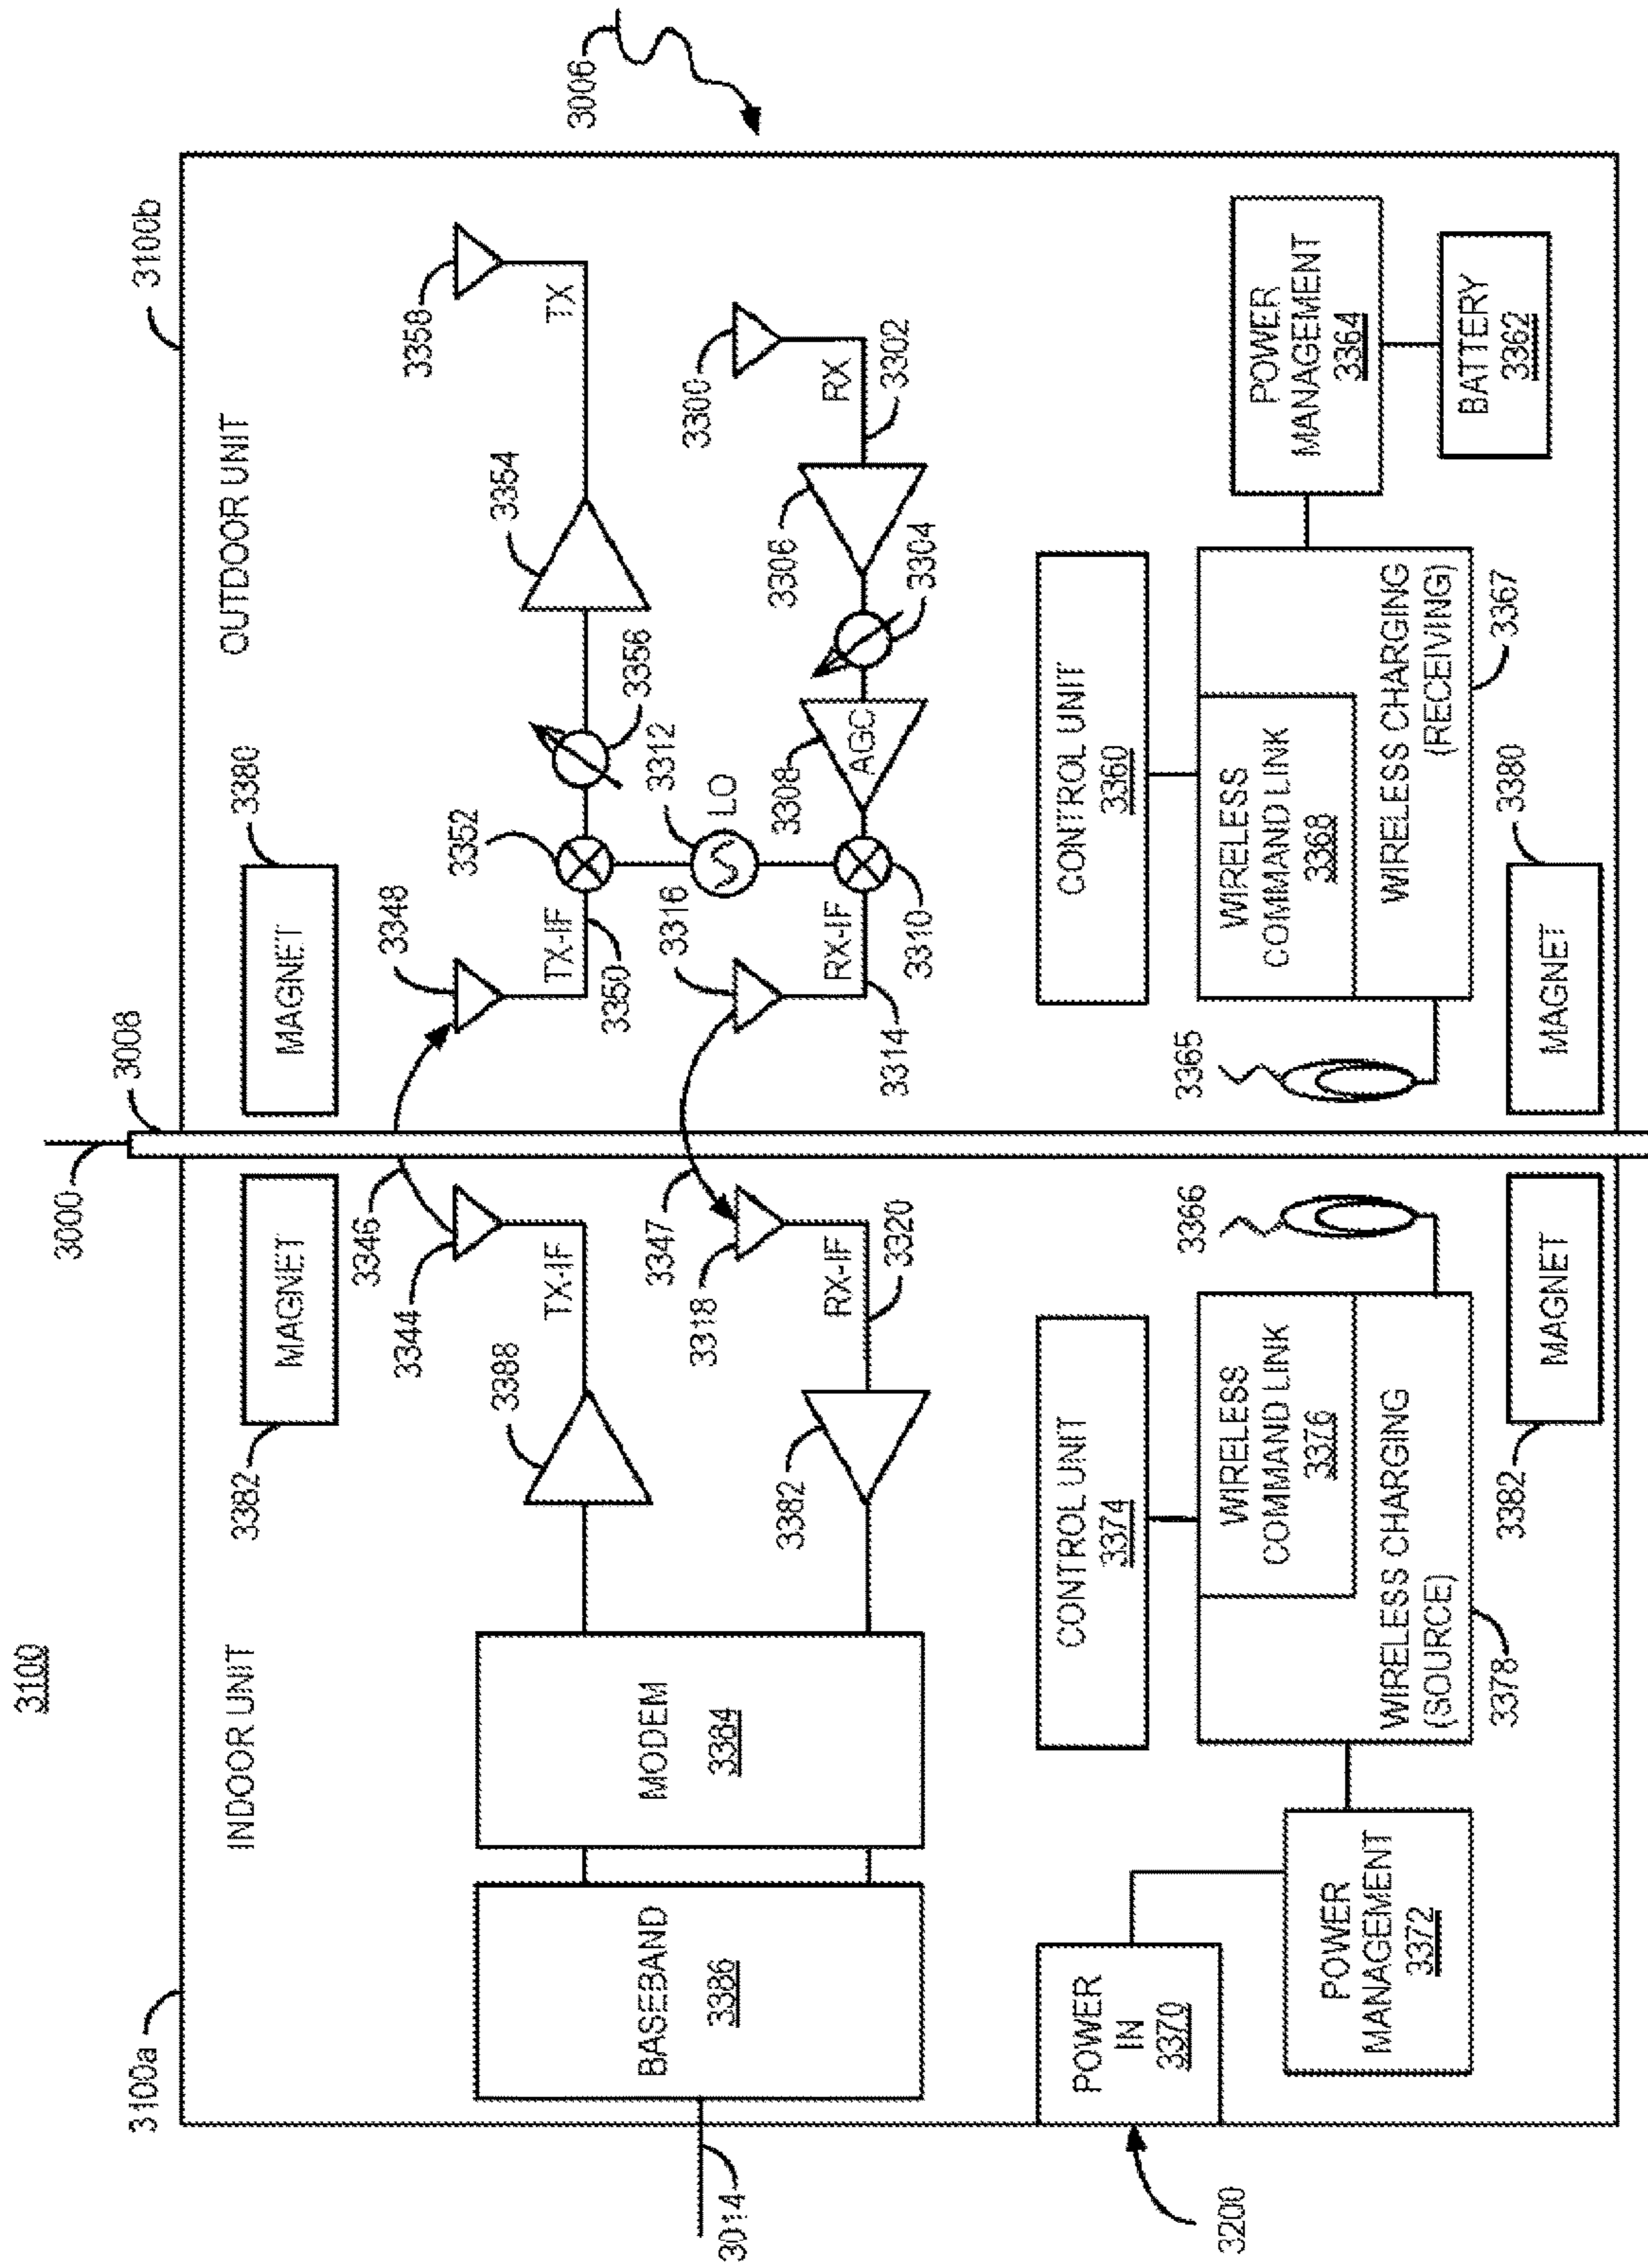 3100
3100a
INDOOR UNIT
3000
3008
OUTDOOR UNIT
3100b
3006
3382
MAGNET
MAGNET
3380
3014
BASEBAND
3386
MODEM
3384
3388
TX-IF
3344
3346
3348
TX-IF
3350
3352
3356
3354
TX
3358
3382
RX-IF
3320
3318
3347
3316
RX-IF
3314
3310
3312
LO
3308
AGC
3304
3306
3302
RX
3300
3200
POWER
IN
3370
POWER
MANAGEMENT
3372
CONTROL UNIT
3374
WIRELESS
COMMAND LINK
3376
WIRELESS CHARGING
(SOURCE)
3378
3366
3382
MAGNET
3365
CONTROL UNIT
3360
WIRELESS
COMMAND LINK
3368
WIRELESS CHARGING
(RECEIVING)
3367
MAGNET
3380
POWER
MANAGEMENT
3364
BATTERY
3362